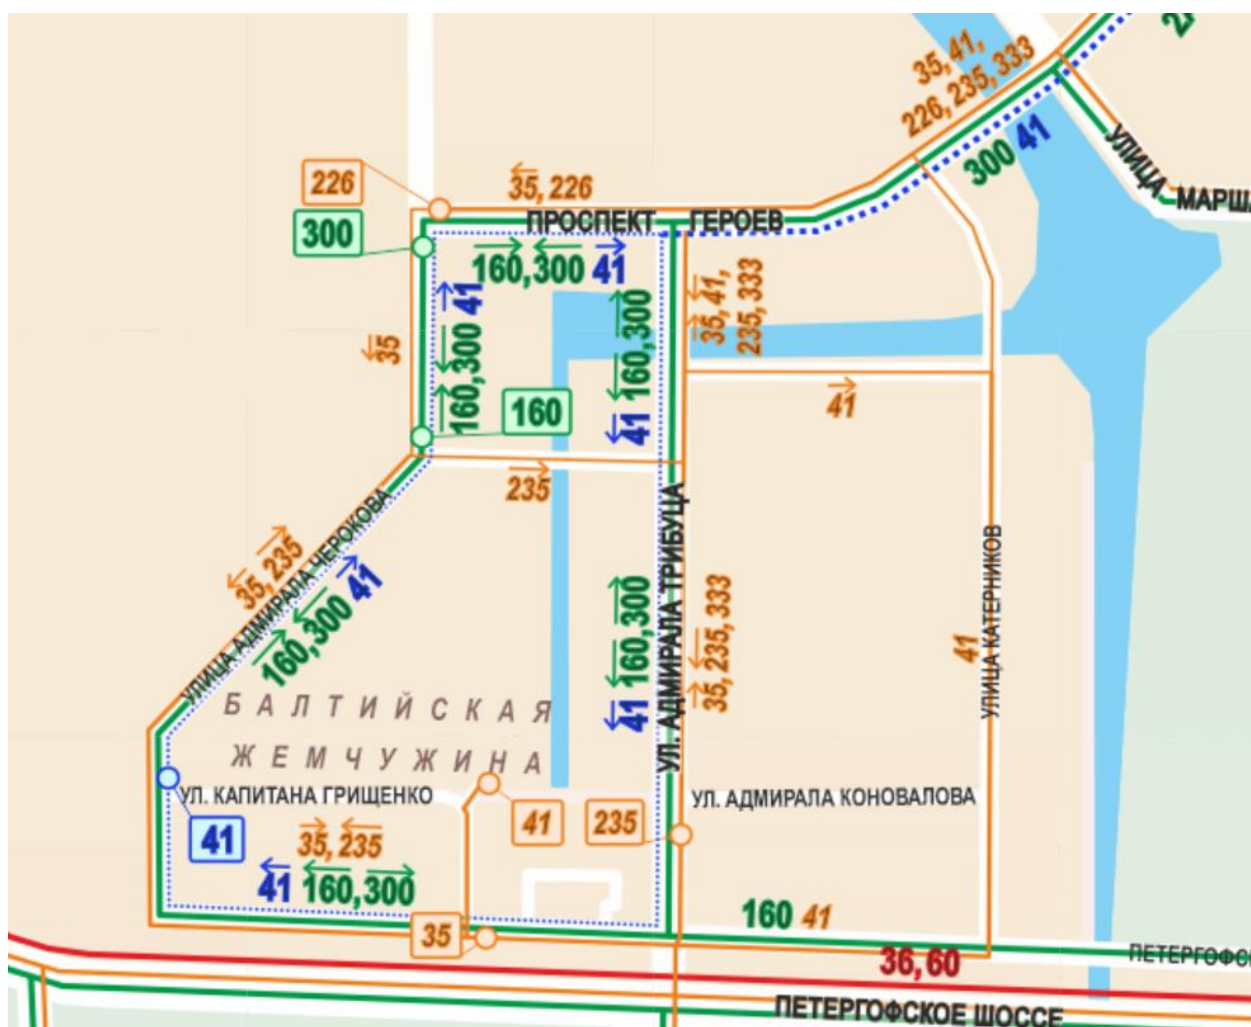 35, 41,
226, 235, 333
300 41
УЛИЦА МАРША
226
35, 226
300
ПРОСПЕКТ ГЕРОЕВ
160, 300 41
41
160, 300
35
160, 300
41
35, 41,
235, 333
160
41
235
УЛИЦА АДМИРАЛА ЧЕРОКОВА
35, 235
160, 300 41
160, 300
41
УЛ. АДМИРАЛА ТРИБУЦА
35, 235, 333
41
УЛИЦА КАТЕРНИКОВ
БАЛТИЙСКАЯ
ЖЕМЧУЖИНА
УЛ. КАПИТАНА ГРИЩЕНКО
УЛ. АДМИРАЛА КОНОВАЛОВА
41
35, 235
41
235
41 160, 300
35
160 41
36, 60
ПЕТЕРГОФС
ПЕТЕРГОФСКОЕ ШОССЕ